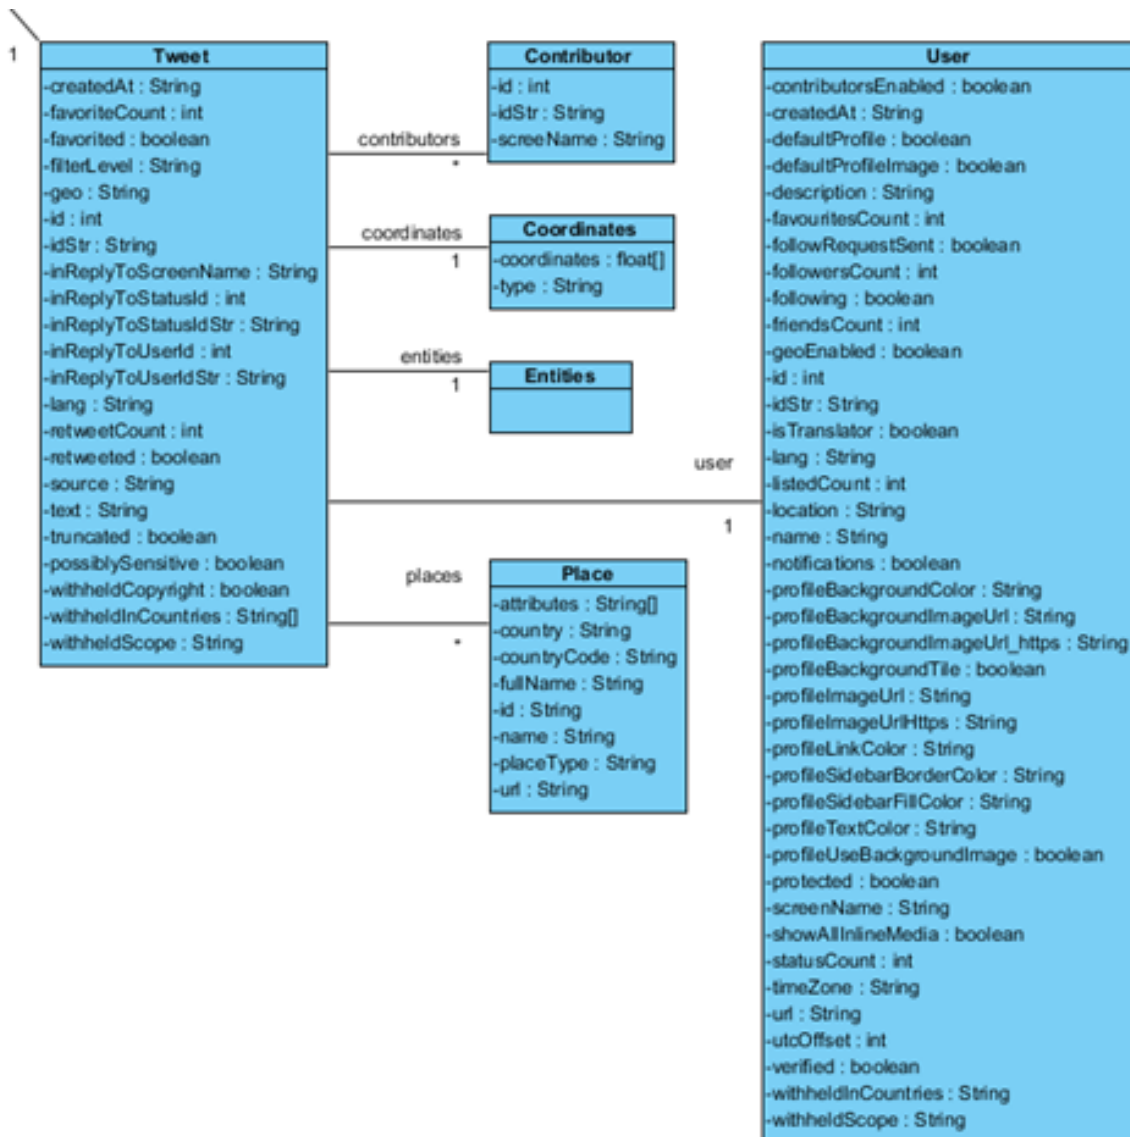 1
Tweet
-createdAt : String
-favoriteCount : int
-favorited : boolean
-filterLevel : String
-geo : String
-id : int
-idStr : String
-inReplyToScreenName : String
-inReplyToStatusId : int
-inReplyToStatusIdStr : String
-inReplyToUserId : int
-inReplyToUserIdStr : String
-lang : String
-retweetCount : int
-retweeted : boolean
-source : String
-text : String
-truncated : boolean
-possiblySensitive : boolean
-withheldCopyright : boolean
-withheldInCountries : String[]
-withheldScope : String
contributors
*
Contributor
-id : int
-idStr : String
-screeName : String
coordinates
1
Coordinates
-coordinates : float[]
-type : String
entities
1
Entities
user
1
places
*
Place
-attributes : String[]
-country : String
-countryCode : String
-fullName : String
-id : String
-name : String
-placeType : String
-url : String
User
-contributorsEnabled : boolean
-createdAt : String
-defaultProfile : boolean
-defaultProfileImage : boolean
-description : String
-favouritesCount : int
-followRequestSent : boolean
-followersCount : int
-following : boolean
-friendsCount : int
-geoEnabled : boolean
-id : int
-idStr : String
-isTranslator : boolean
-lang : String
-listedCount : int
-location : String
-name : String
-notifications : boolean
-profileBackgroundColor : String
-profileBackgroundImageUrl : String
-profileBackgroundImageUrl_https : String
-profileBackgroundTile : boolean
-profileImageUrl : String
-profileImageUrlHttps : String
-profileLinkColor : String
-profileSidebarBorderColor : String
-profileSidebarFillColor : String
-profileTextColor : String
-profileUseBackgroundImage : boolean
-protected : boolean
-screenName : String
-showAllInlineMedia : boolean
-statusCount : int
-timeZone : String
-url : String
-utcOffset : int
-verified : boolean
-withheldInCountries : String
-withheldScope : String